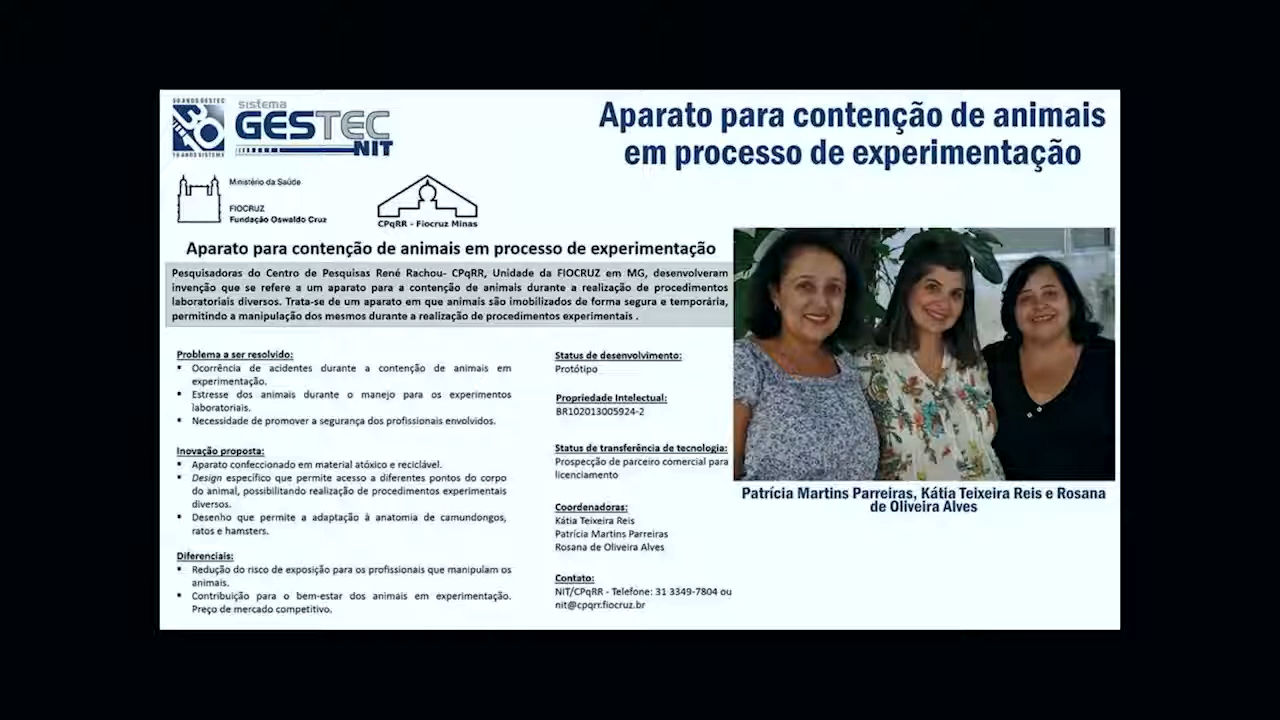 30 ANOS GESTEC
10 ANOS SISTEMA
sistema
GESTEC
NIT
Aparato para contenção de animais
em processo de experimentação
Ministério da Saúde
FIOCRUZ
Fundação Oswaldo Cruz
CPqRR - Fiocruz Minas
Aparato para contenção de animais em processo de experimentação
Pesquisadoras do Centro de Pesquisas René Rachou- CPqRR, Unidade da FIOCRUZ em MG, desenvolveram
invenção que se refere a um aparato para a contenção de animais durante a realização de procedimentos
laboratoriais diversos. Trata-se de um aparato em que animais são imobilizados de forma segura e temporária,
permitindo a manipulação dos mesmos durante a realização de procedimentos experimentais .
Problema a ser resolvido:
▪ Ocorrência de acidentes durante a contenção de animais em
experimentação.
▪ Estresse dos animais durante o manejo para os experimentos
laboratoriais.
▪ Necessidade de promover a segurança dos profissionais envolvidos.
Inovação proposta:
▪ Aparato confeccionado em material atóxico e reciclável.
▪ Design específico que permite acesso a diferentes pontos do corpo
do animal, possibilitando realização de procedimentos experimentais
diversos.
▪ Desenho que permite a adaptação à anatomia de camundongos,
ratos e hamsters.
Diferenciais:
▪ Redução do risco de exposição para os profissionais que manipulam os
animais.
▪ Contribuição para o bem-estar dos animais em experimentação.
Preço de mercado competitivo.
Status de desenvolvimento:
Protótipo
Propriedade Intelectual:
BR102013005924-2
Status de transferência de tecnologia:
Prospecção de parceiro comercial para
licenciamento
Coordenadoras:
Kátia Teixeira Reis
Patrícia Martins Parreiras
Rosana de Oliveira Alves
Contato:
NIT/CPqRR - Telefone: 31 3349-7804 ou
nit@cpqrr.fiocruz.br
Patrícia Martins Parreiras, Kátia Teixeira Reis e Rosana
de Oliveira Alves